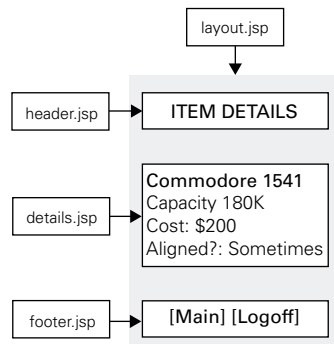 layout.jsp
header.jsp
ITEM DETAILS
details.jsp
Commodore 1541
Capacity 180K
Cost: $200
Aligned?: Sometimes
footer.jsp
[Main] [Logoff]